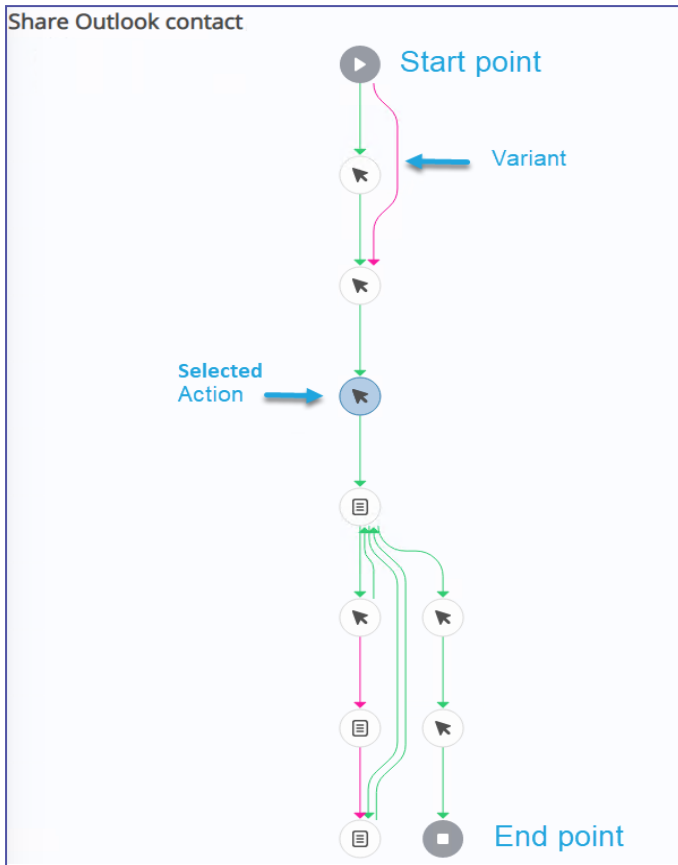 Share Outlook contact
Start point
Variant
Selected
Action
End point